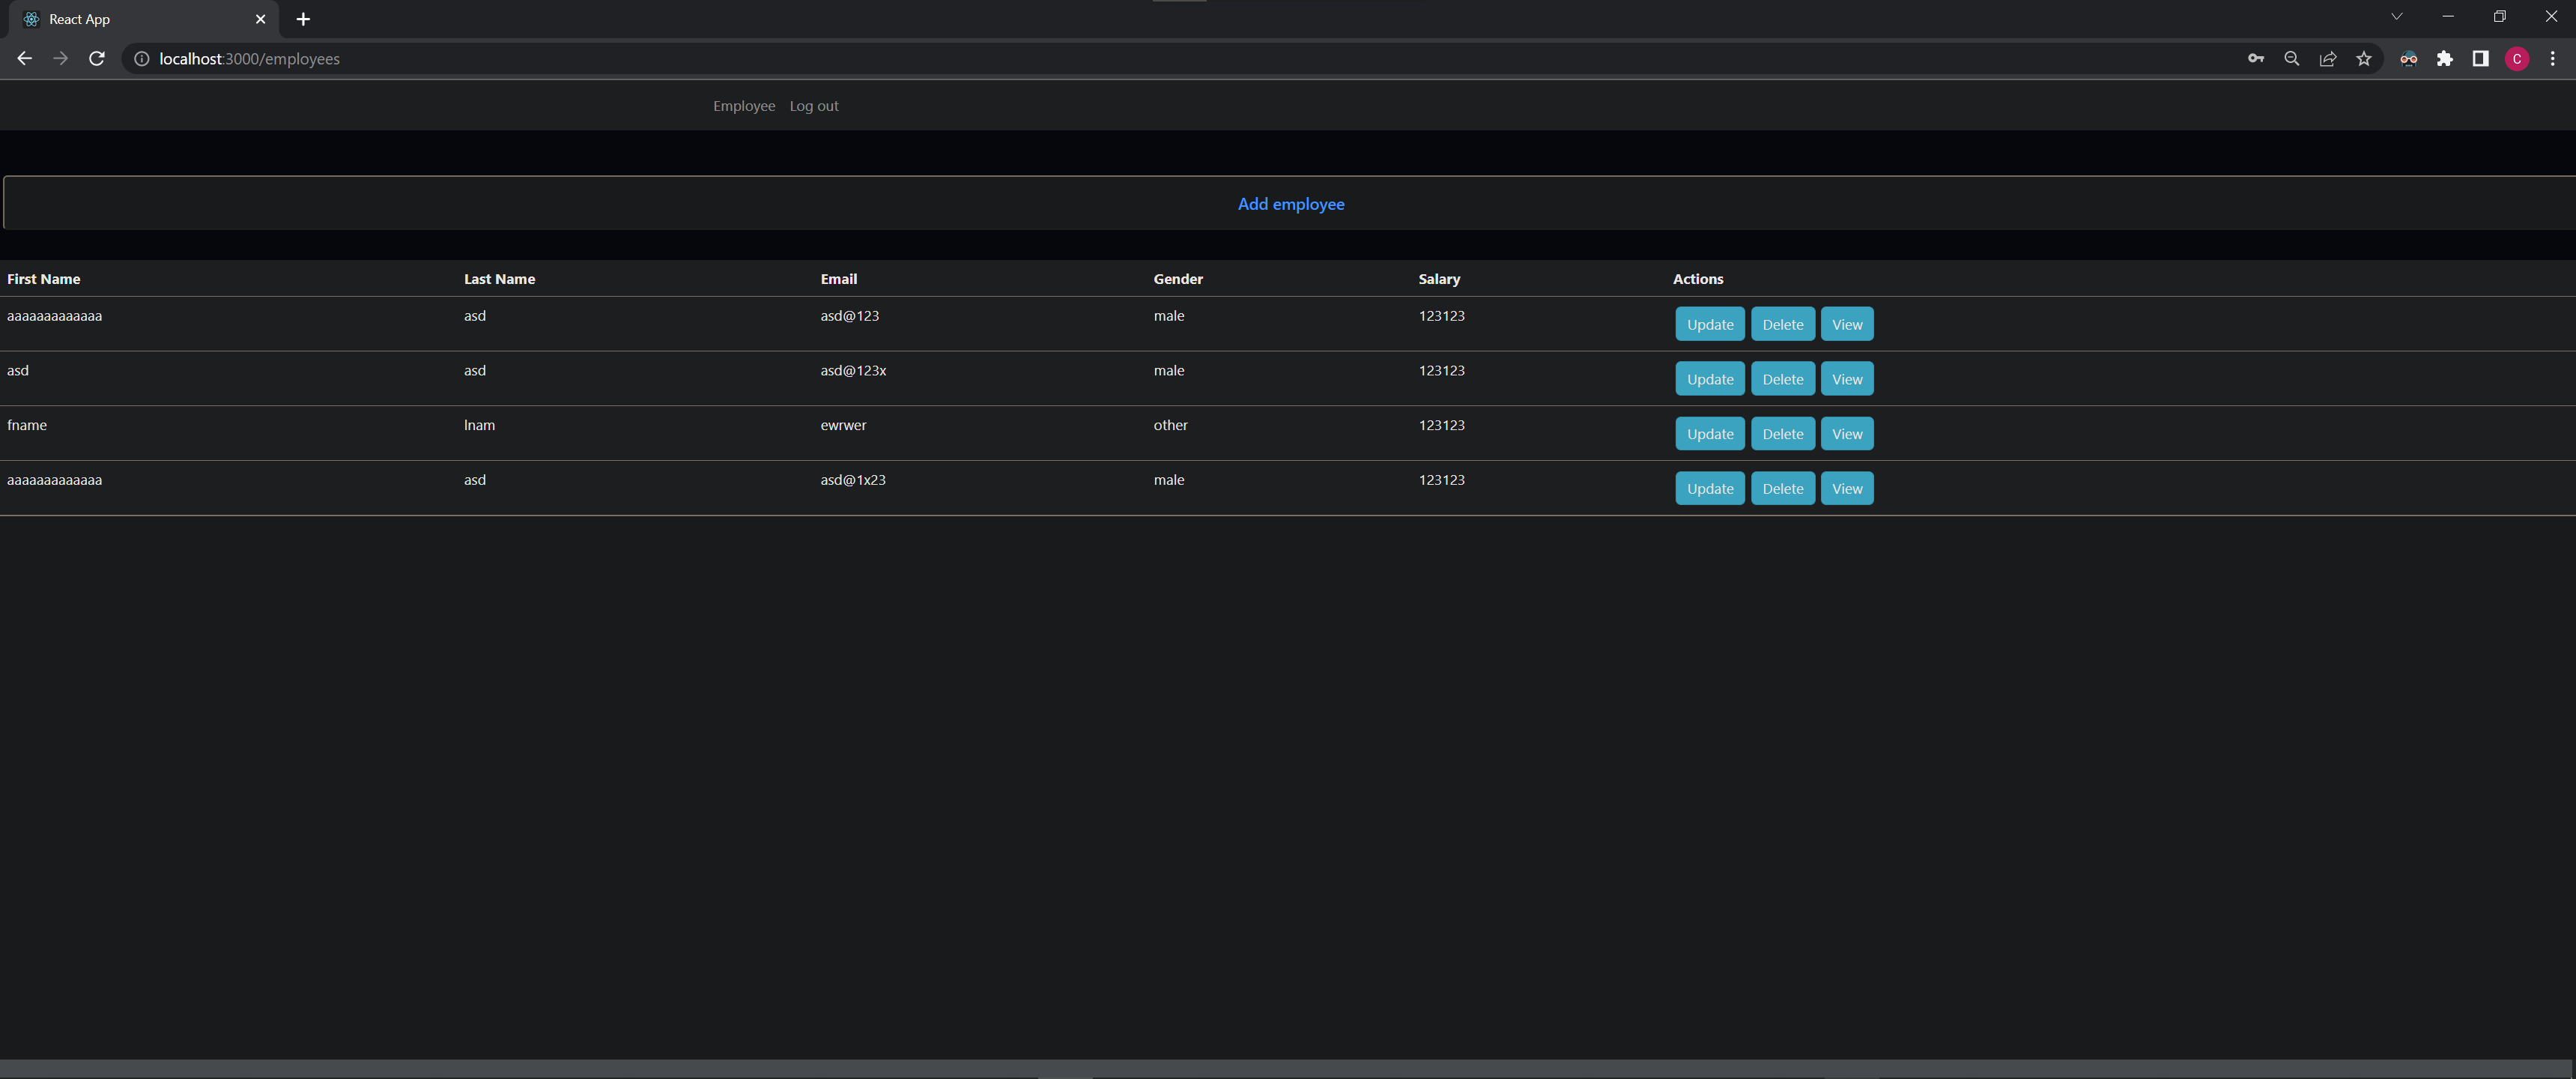 React App
localhost:3000/employees
C
Employee Log out
Add employee
First Name Last Name Email Gender Salary Actions
aaaaaaaaaaaaa asd asd@123 male 123123 Update Delete View
asd asd asd@123x male 123123 Update Delete View
fname lnam ewrwer other 123123 Update Delete View
aaaaaaaaaaaaa asd asd@1x23 male 123123 Update Delete View